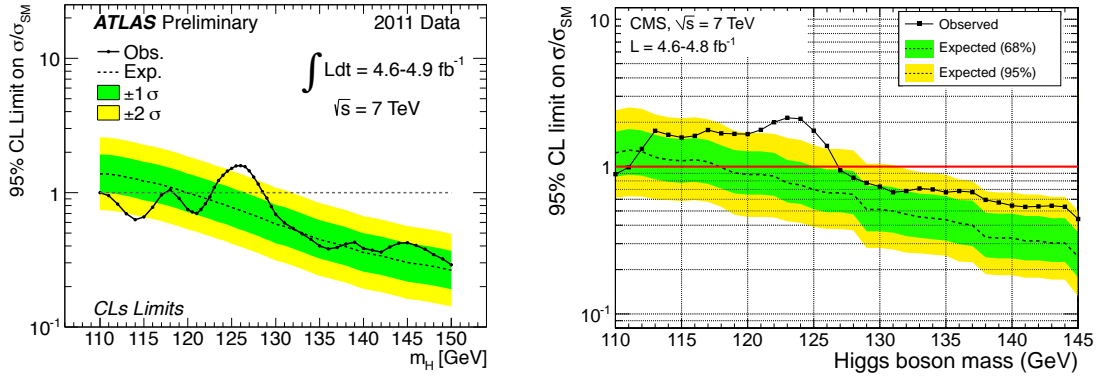 ATLAS Preliminary 2011 Data
Obs.
Exp.
±1 σ
±2 σ
∫ Ldt = 4.6-4.9 fb-1
√s = 7 TeV
CLs Limits
95% CL Limit on σ/σSM
10
1
10-1
110 115 120 125 130 135 140 145 150
mH [GeV]
CMS, √s = 7 TeV
L = 4.6-4.8 fb-1
Observed
Expected (68%)
Expected (95%)
95% CL limit on σ/σSM
10
1
10-1
110 115 120 125 130 135 140 145
Higgs boson mass (GeV)